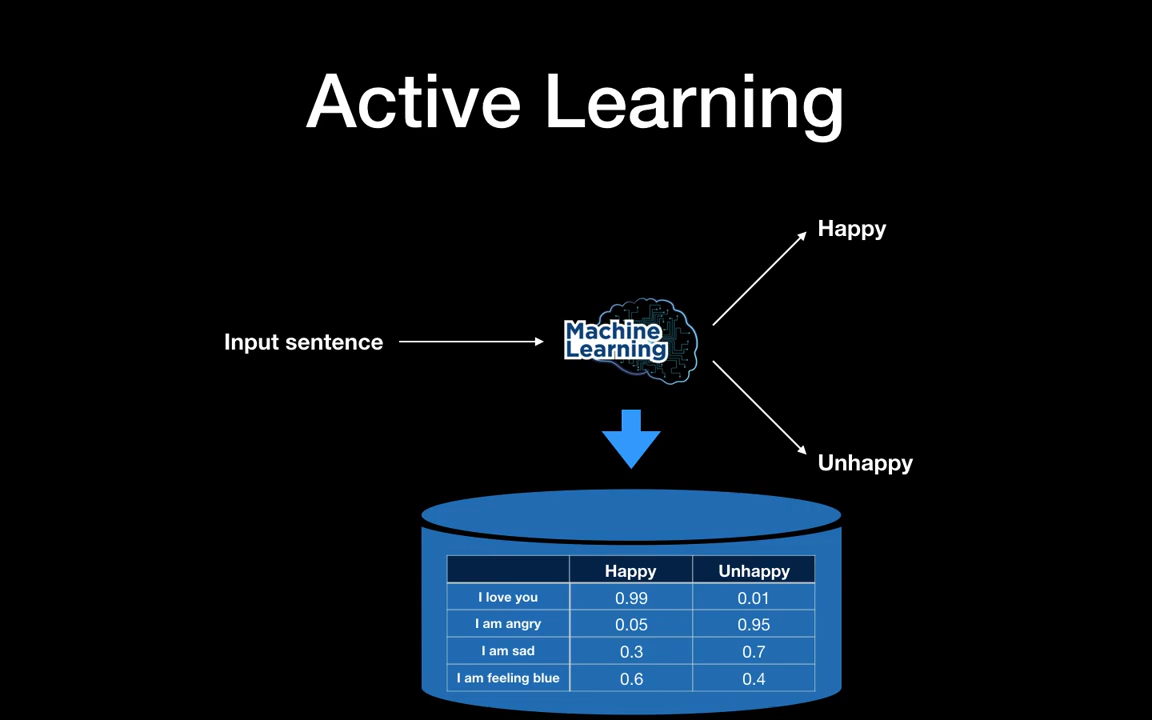 Active Learning
Happy
Input sentence
Machine
Learning
Unhappy
Happy Unhappy
I love you 0.99 0.01
I am angry 0.05 0.95
I am sad 0.3 0.7
I am feeling blue 0.6 0.4